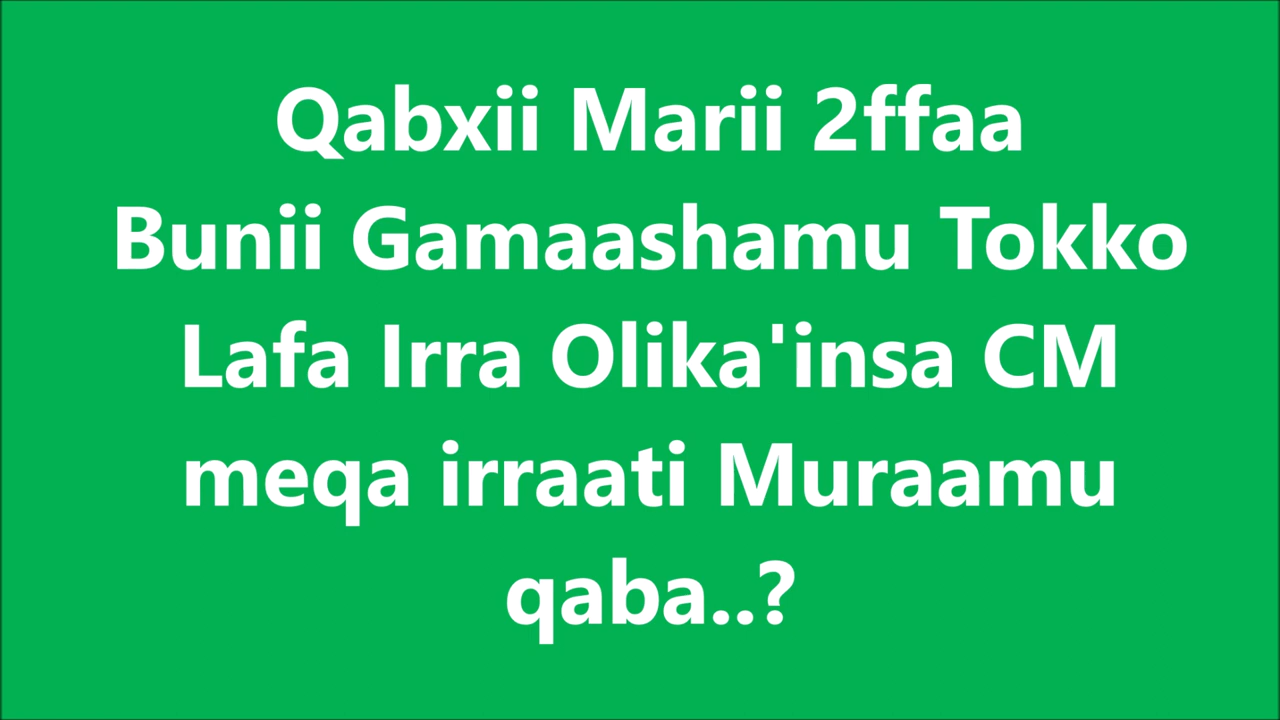 Qabxii Marii 2ffaa
Bunii Gamaashamu Tokko
Lafa Irra Olika'insa CM
meqa irraati Muraamu
qaba..?